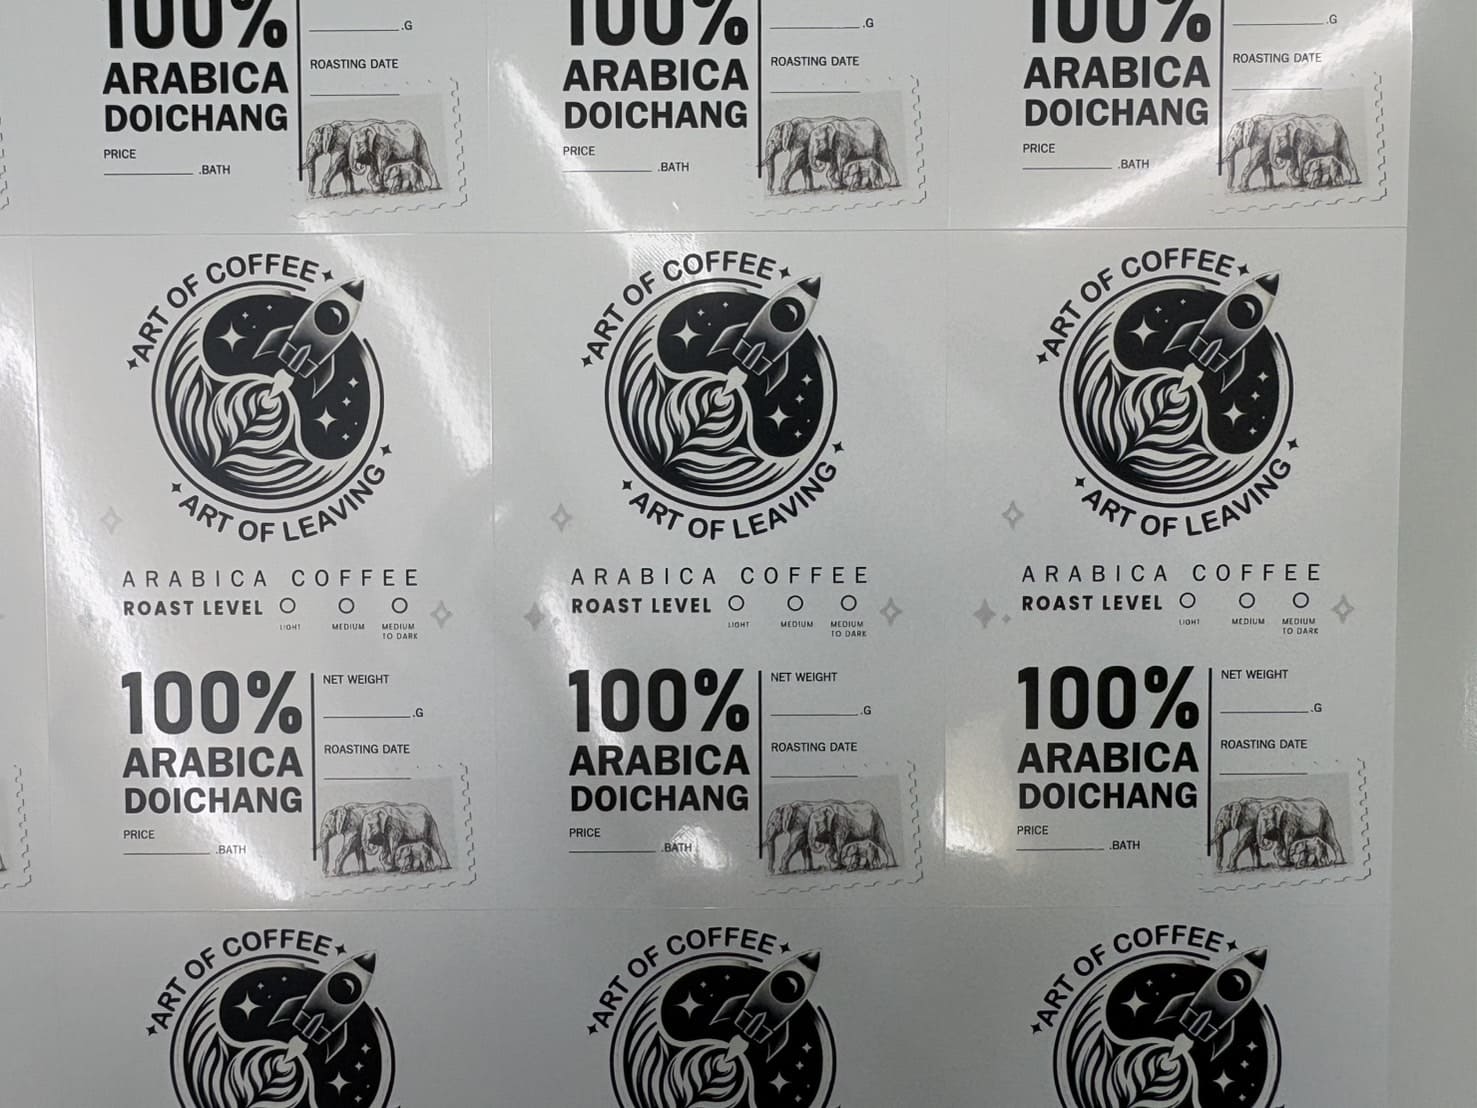 100%
ARABICA
DOICHANG
PRICE
.BATH
.G
ROASTING DATE
100%
ARABICA
DOICHANG
PRICE
.BATH
.G
ROASTING DATE
100%
ARABICA
DOICHANG
PRICE
.BATH
.G
ROASTING DATE
ART OF COFFEE
ART OF LEAVING
ARABICA COFFEE
ROAST LEVEL
LIGHT MEDIUM MEDIUM
TO DARK
100%
ARABICA
DOICHANG
PRICE
.BATH
NET WEIGHT
.G
ROASTING DATE
ART OF COFFEE
ART OF LEAVING
ARABICA COFFEE
ROAST LEVEL
LIGHT MEDIUM MEDIUM
TO DARK
100%
ARABICA
DOICHANG
PRICE
.BATH
NET WEIGHT
.G
ROASTING DATE
ART OF COFFEE
ART OF LEAVING
ARABICA COFFEE
ROAST LEVEL
LIGHT MEDIUM MEDIUM
TO DARK
100%
ARABICA
DOICHANG
PRICE
.BATH
NET WEIGHT
.G
ROASTING DATE
ART OF COFFEE
ART OF COFFEE
ART OF COFFEE